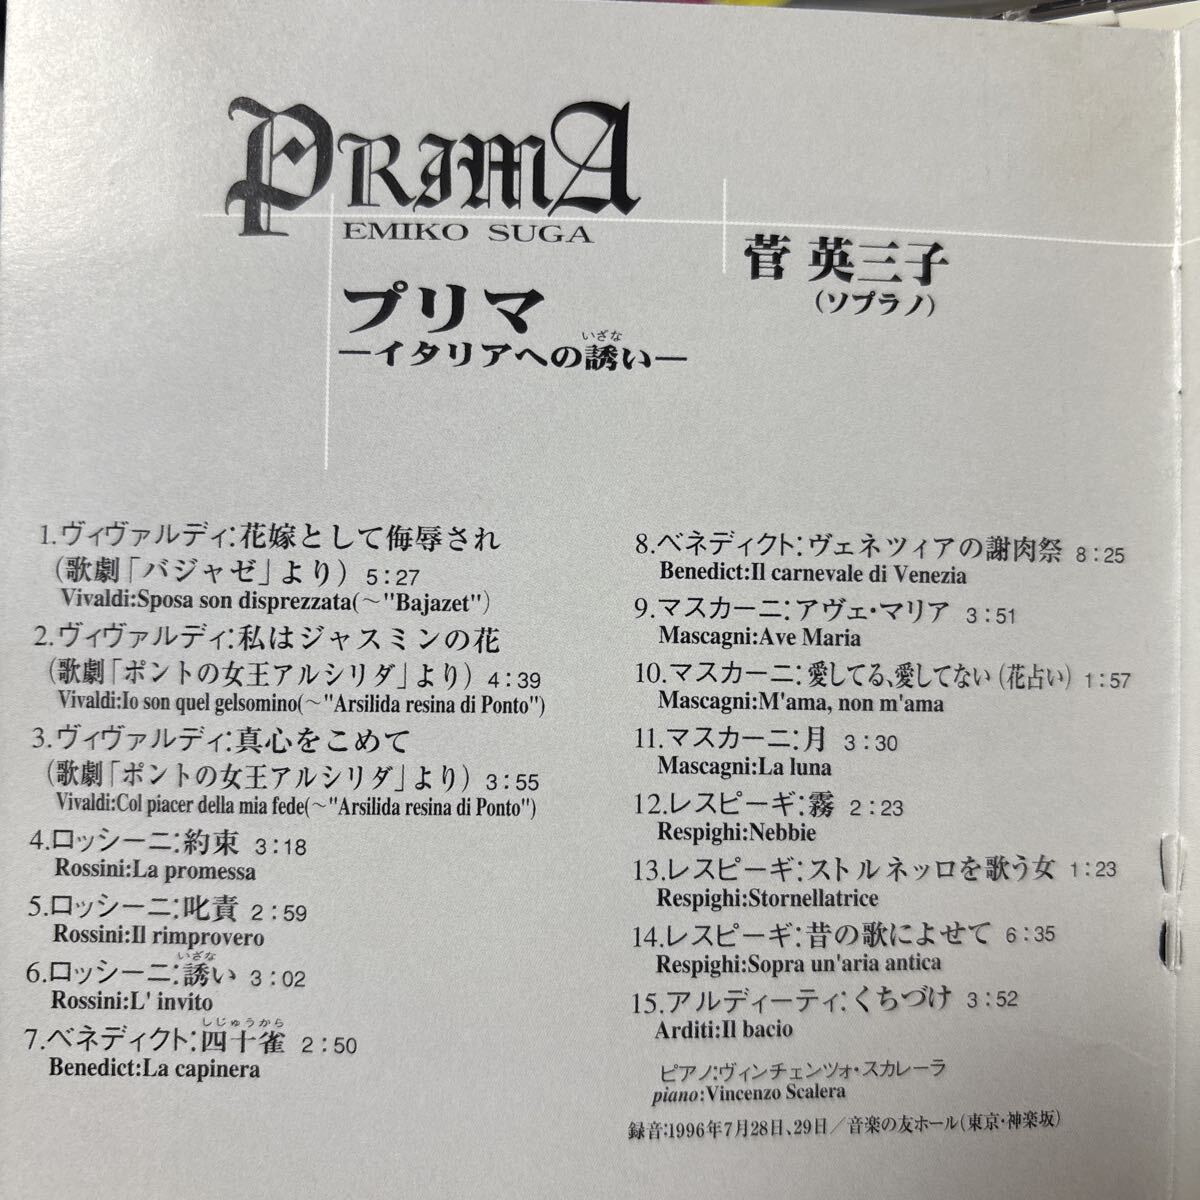 PRIMA
EMIKO SUGA
菅 英三子
(ソプラノ)
プリマ
いざな
―イタリアへの誘い―
1.ヴィヴァルディ:花嫁として侮辱され
(歌劇「バジャゼ」より) 5:27
Vivaldi:Sposa son disprezzata(～"Bajazet")
2.ヴィヴァルディ:私はジャスミンの花
(歌劇「ポントの女王アルシリダ」より) 4:39
Vivaldi:Io son quel gelsomino(～"Arsilida resina di Ponto")
3.ヴィヴァルディ:真心をこめて
(歌劇「ポントの女王アルシリダ」より) 3:55
Vivaldi:Col piacer della mia fede(～"Arsilida resina di Ponto")
4.ロッシーニ:約束 3:18
Rossini:La promessa
5.ロッシーニ:叱責 2:59
Rossini:Il rimprovero
いざな
6.ロッシーニ:誘い 3:02
Rossini:L' invito
しじゅうから
7.ベネディクト:四十雀 2:50
Benedict:La capinera
8.ベネディクト:ヴェネツィアの謝肉祭 8:25
Benedict:Il carnevale di Venezia
9.マスカーニ:アヴェ・マリア 3:51
Mascagni:Ave Maria
10.マスカーニ:愛してる、愛してない(花占い) 1:57
Mascagni:M'ama, non m'ama
11.マスカーニ:月 3:30
Mascagni:La luna
12.レスピーギ:霧 2:23
Respighi:Nebbie
13.レスピーギ:ストルネッロを歌う女 1:23
Respighi:Stornellatrice
14.レスピーギ:昔の歌によせて 6:35
Respighi:Sopra un'aria antica
15.アルディーティ:くちづけ 3:52
Arditi:Il bacio
ピアノ:ヴィンチェンツォ・スカレーラ
piano:Vincenzo Scalera
録音:1996年7月28日、29日／音楽の友ホール(東京・神楽坂)